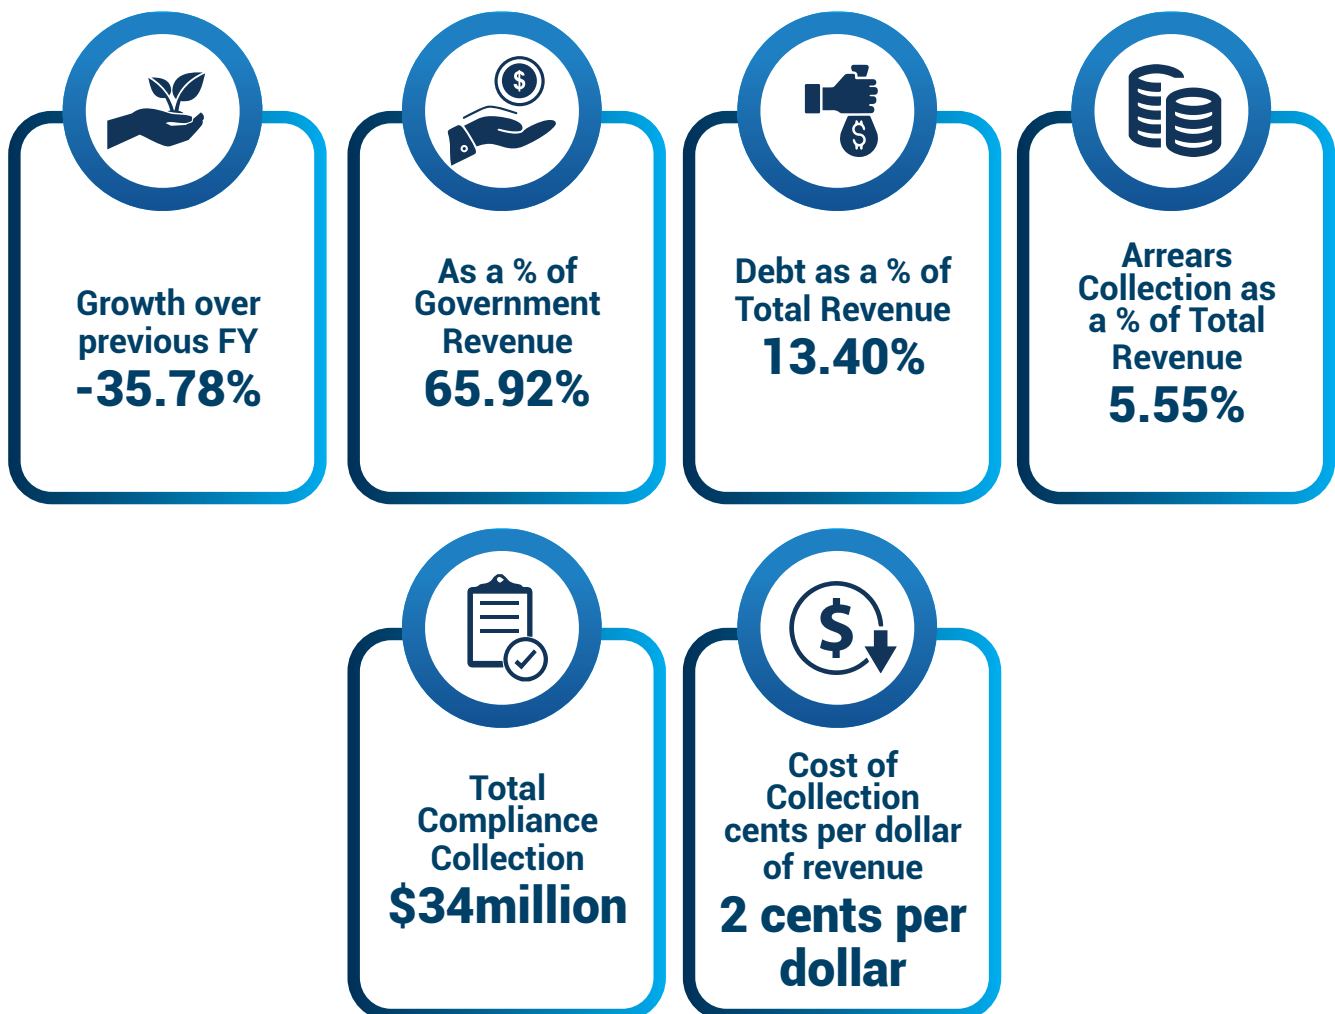 Growth over
previous FY
-35.78%
As a % of
Government
Revenue
65.92%
Debt as a % of
Total Revenue
13.40%
Arrears
Collection as
a % of Total
Revenue
5.55%
Total
Compliance
Collection
$34million
Cost of
Collection
cents per dollar
of revenue
2 cents per
dollar